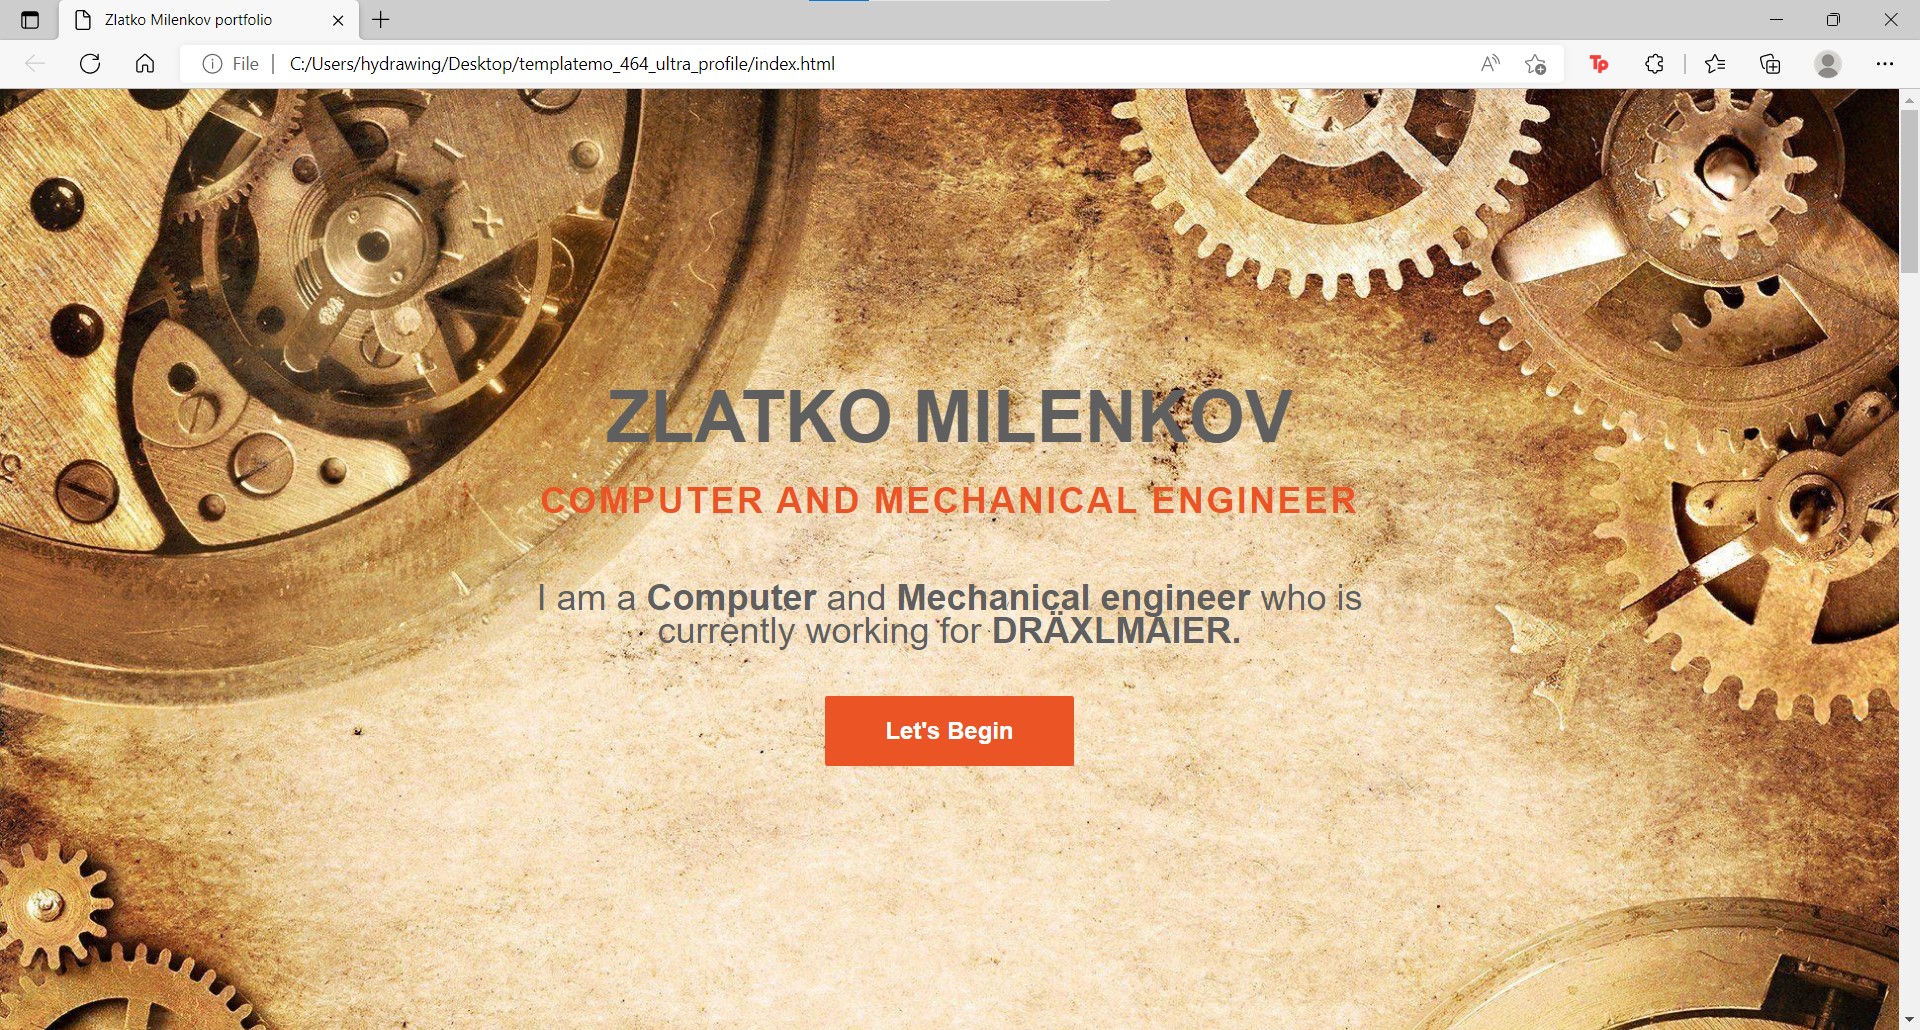 Zlatko Milenkov portfolio
File
C:/Users/hydrawing/Desktop/templatemo_464_ultra_profile/index.html
Tp
ZLATKO MILENKOV
COMPUTER AND MECHANICAL ENGINEER
I am a Computer and Mechanical engineer who is
currently working for DRÄXLMAIER.
Let's Begin